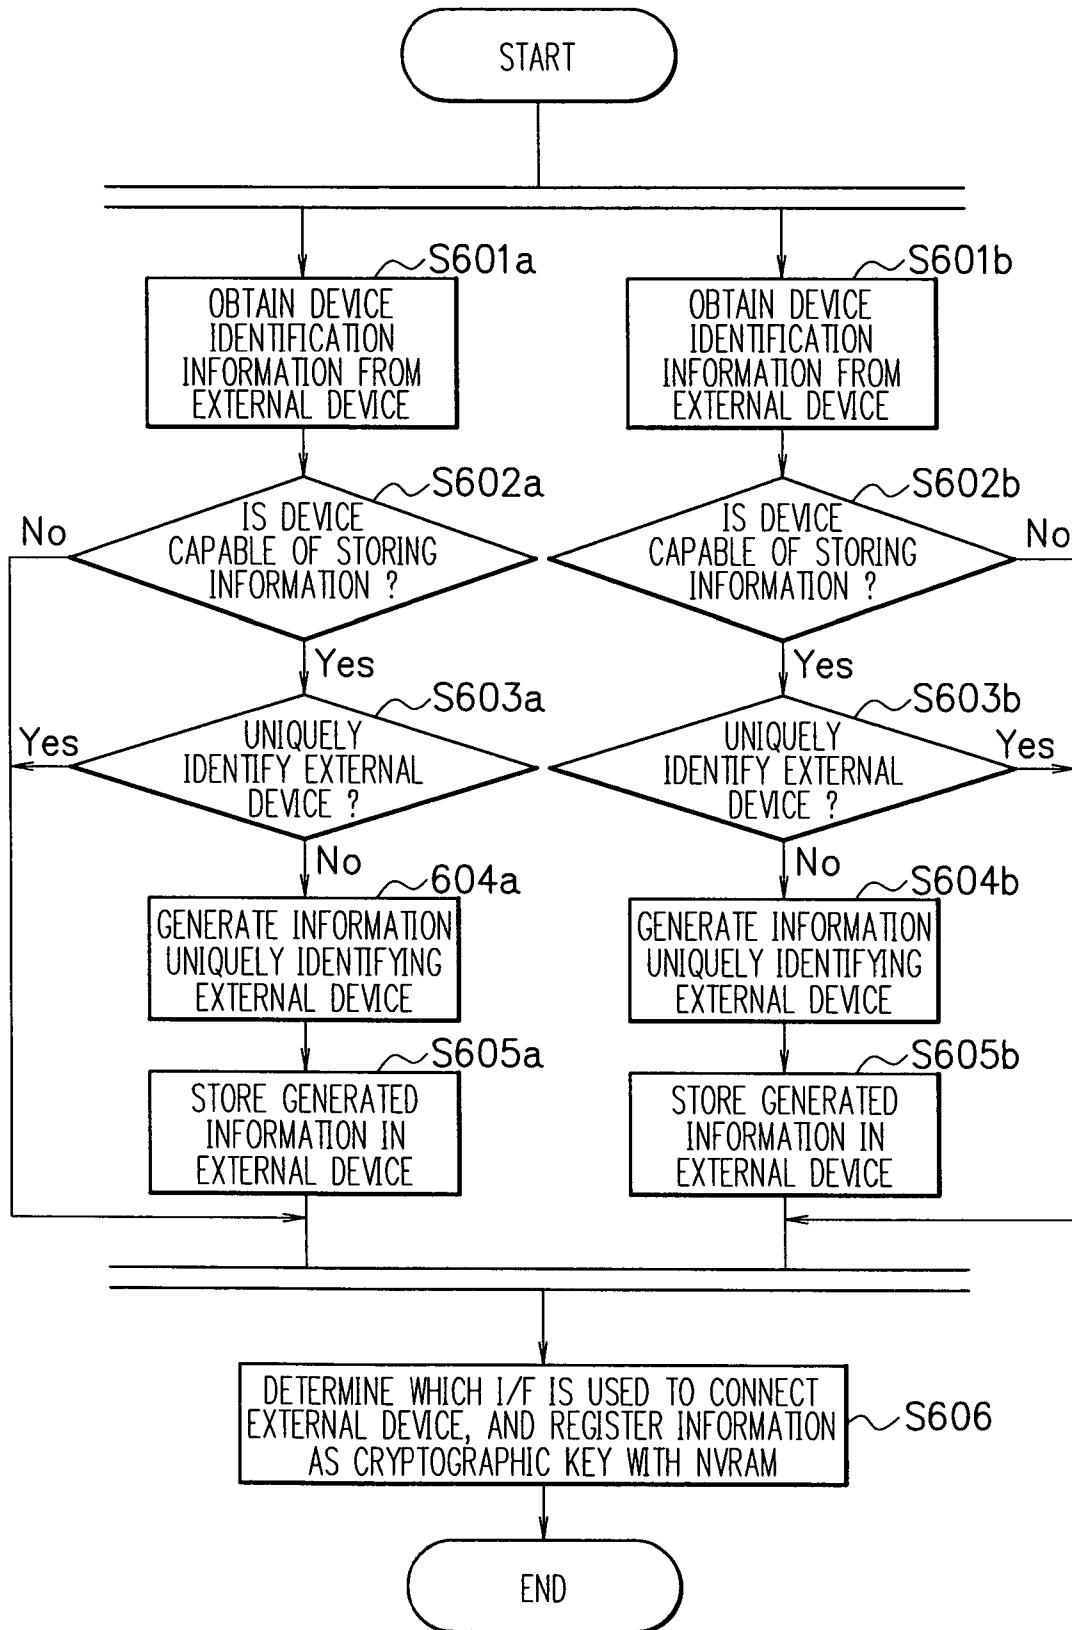 START
S601a
OBTAIN DEVICE
IDENTIFICATION
INFORMATION FROM
EXTERNAL DEVICE
S601b
OBTAIN DEVICE
IDENTIFICATION
INFORMATION FROM
EXTERNAL DEVICE
S602a
No
IS DEVICE
CAPABLE OF STORING
INFORMATION ?
Yes
S602b
IS DEVICE
CAPABLE OF STORING
INFORMATION ?
No
Yes
S603a
Yes
UNIQUELY
IDENTIFY EXTERNAL
DEVICE ?
No
S603b
UNIQUELY
IDENTIFY EXTERNAL
DEVICE ?
Yes
No
604a
GENERATE INFORMATION
UNIQUELY IDENTIFYING
EXTERNAL DEVICE
S604b
GENERATE INFORMATION
UNIQUELY IDENTIFYING
EXTERNAL DEVICE
S605a
STORE GENERATED
INFORMATION IN
EXTERNAL DEVICE
S605b
STORE GENERATED
INFORMATION IN
EXTERNAL DEVICE
DETERMINE WHICH I/F IS USED TO CONNECT
EXTERNAL DEVICE, AND REGISTER INFORMATION
AS CRYPTOGRAPHIC KEY WITH NVRAM
S606
END